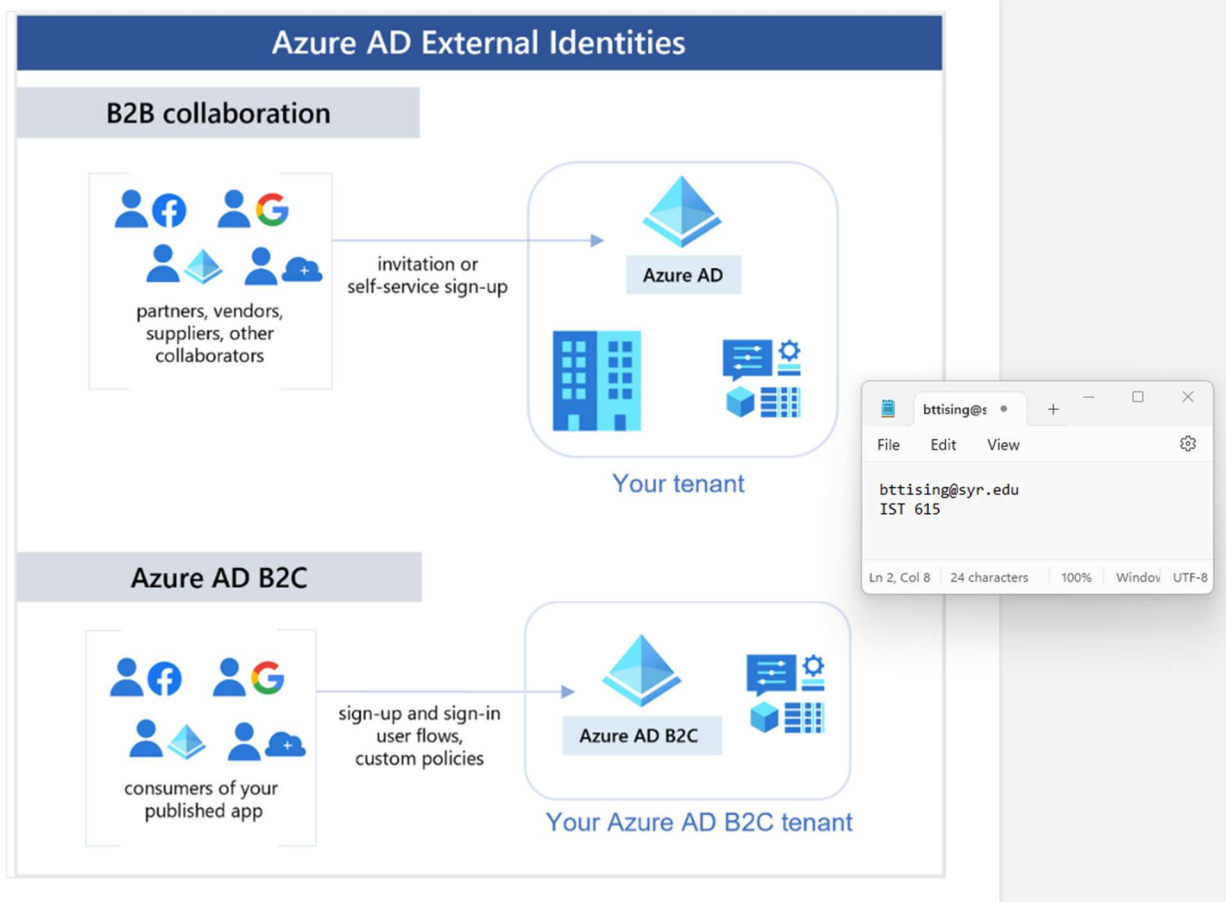 Azure AD External Identities
B2B collaboration
partners, vendors,
suppliers, other
collaborators
invitation or
self-service sign-up
Azure AD
Your tenant
bttising@s
File Edit View
bttising@syr.edu
IST 615
Ln 2, Col 8 24 characters 100% Window UTF-8
Azure AD B2C
consumers of your
published app
sign-up and sign-in
user flows,
custom policies
Azure AD B2C
Your Azure AD B2C tenant